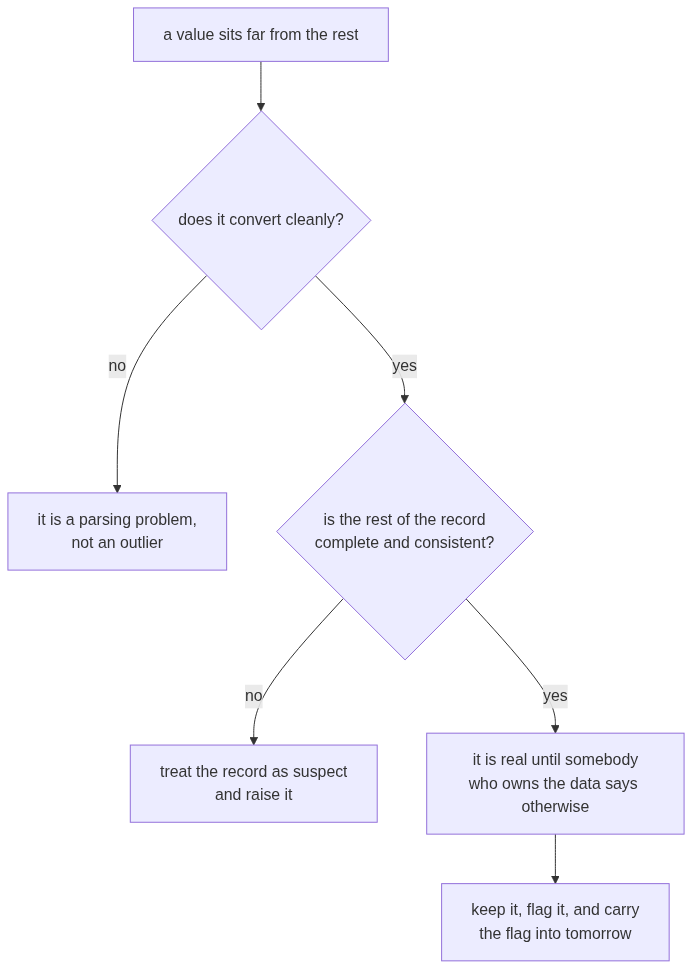 a value sits far from the rest
does it convert cleanly?
no
yes
it is a parsing problem,
not an outlier
is the rest of the record
complete and consistent?
no
yes
treat the record as suspect
and raise it
it is real until somebody
who owns the data says
otherwise
keep it, flag it, and carry
the flag into tomorrow